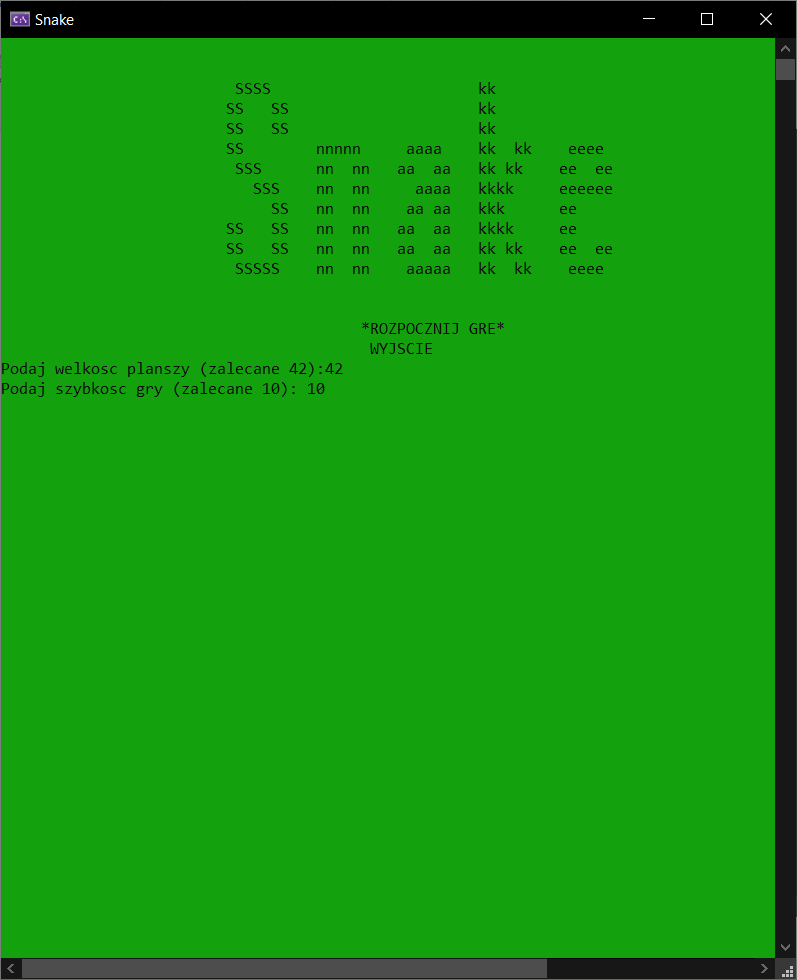 Snake
 SSSS                       kk
SS   SS                     kk
SS   SS                     kk
SS        nnnnn     aaaa    kk  kk    eeee
 SSS      nn  nn   aa  aa   kk kk    ee  ee
   SSS    nn  nn     aaaa   kkkk     eeeeee
     SS   nn  nn    aa aa   kkk      ee
SS   SS   nn  nn   aa  aa   kkkk     ee
SS   SS   nn  nn   aa  aa   kk kk    ee  ee
 SSSSS    nn  nn    aaaaa   kk  kk    eeee
*ROZPOCZNIJ GRE*
WYJSCIE
Podaj welkosc planszy (zalecane 42):42
Podaj szybkosc gry (zalecane 10): 10